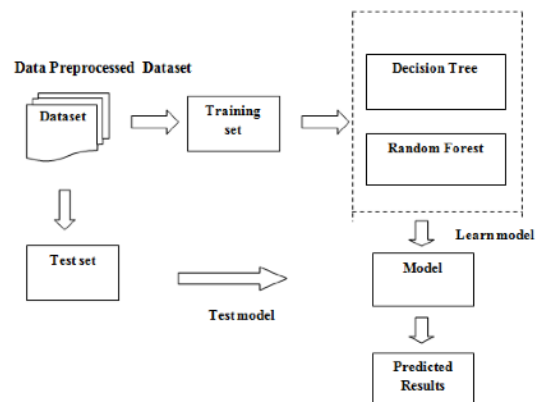 Data Preprocessed Dataset
Dataset
Training
set
Decision Tree
Random Forest
Learn model
Test set
Test model
Model
Predicted
Results